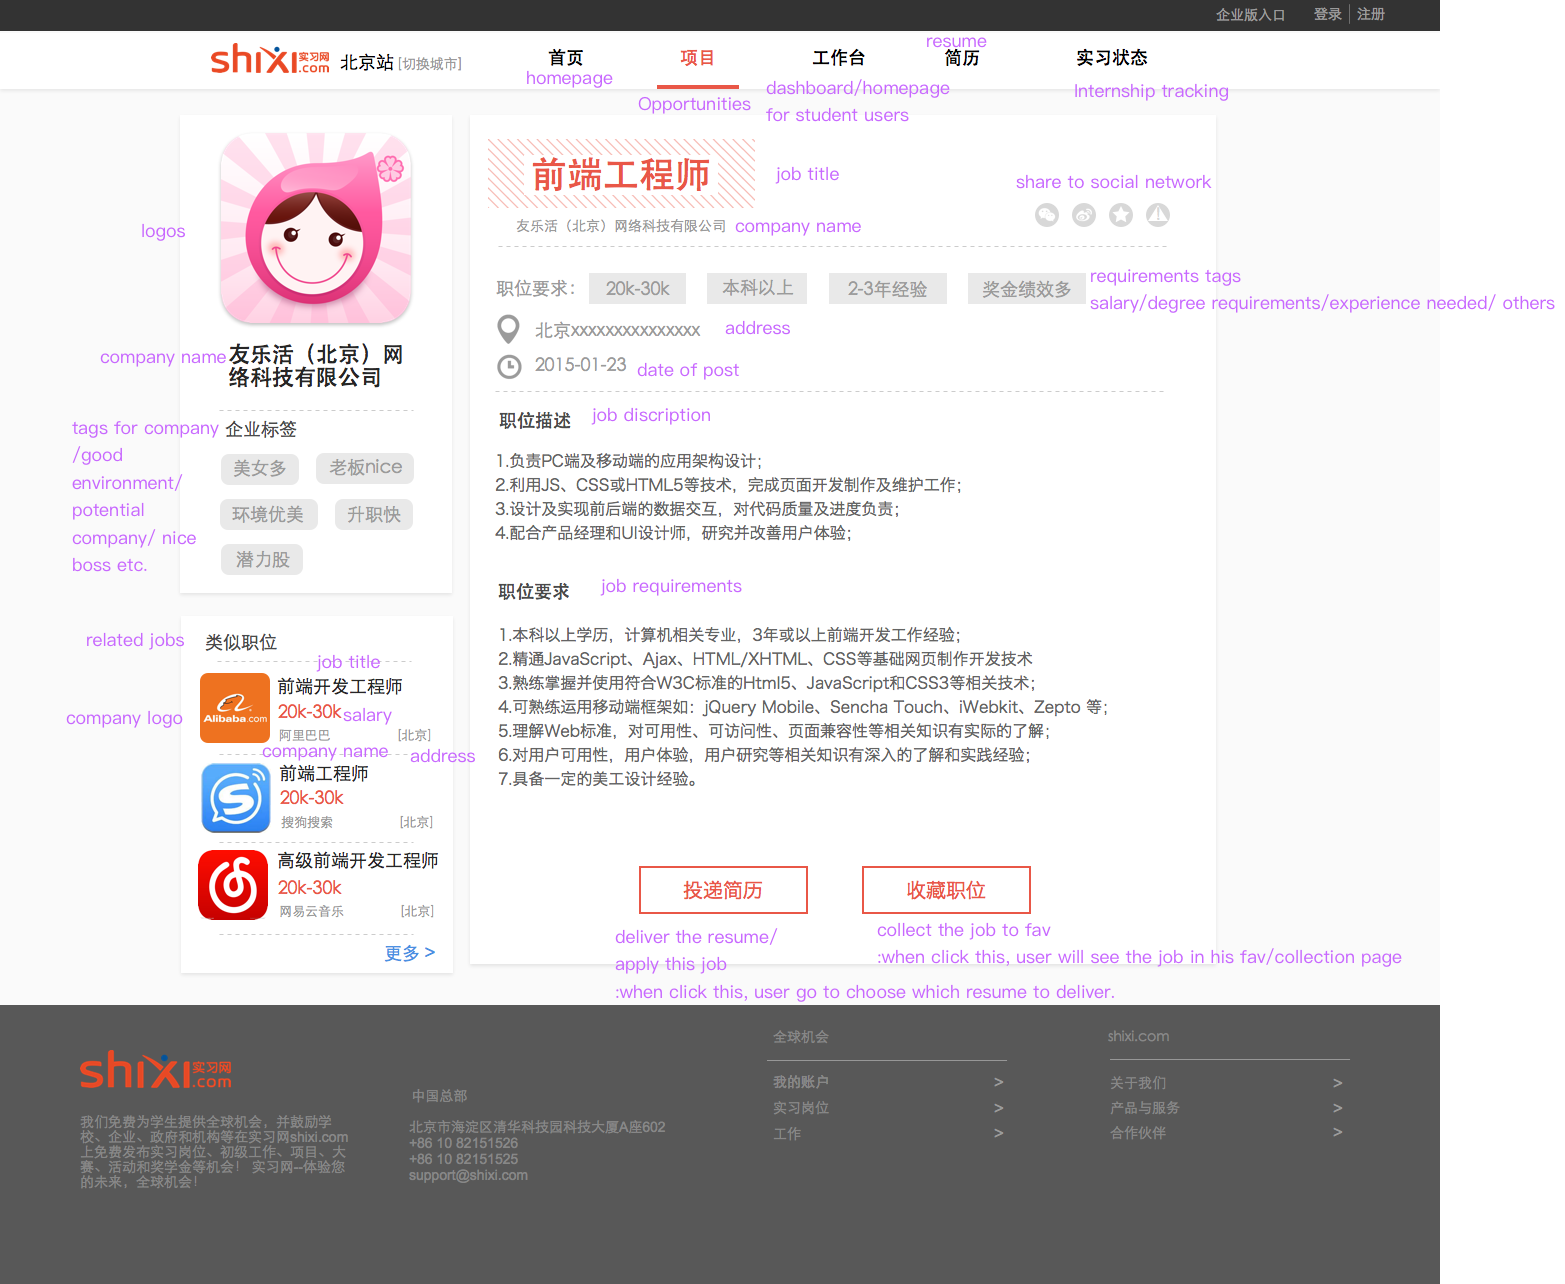 企业版入口 登录 注册
shixi实习网.com 北京站 [切换城市] 首页 项目 工作台 简历 实习状态
resume
homepage
Opportunities
dashboard/homepage
for student users
Internship tracking
logos
company name
友乐活（北京）网
络科技有限公司
tags for company
/good
environment/
potential
company/ nice
boss etc.
企业标签
美女多 老板nice
环境优美 升职快
潜力股
related jobs
类似职位
job title
company logo
Alibaba.com
前端开发工程师
20k-30k salary
阿里巴巴 [北京]
company name address
前端工程师
20k-30k
搜狗搜索 [北京]
高级前端开发工程师
20k-30k
网易云音乐 [北京]
更多 >
前端工程师 job title
share to social network
友乐活（北京）网络科技有限公司 company name
职位要求： 20k-30k 本科以上 2-3年经验 奖金绩效多
requirements tags
salary/degree requirements/experience needed/ others
北京xxxxxxxxxxxxxxx address
2015-01-23 date of post
职位描述 job discription
1.负责PC端及移动端的应用架构设计；
2.利用JS、CSS或HTML5等技术，完成页面开发制作及维护工作；
3.设计及实现前后端的数据交互，对代码质量及进度负责；
4.配合产品经理和UI设计师，研究并改善用户体验；
职位要求 job requirements
1.本科以上学历，计算机相关专业，3年或以上前端开发工作经验；
2.精通JavaScript、Ajax、HTML/XHTML、CSS等基础网页制作开发技术
3.熟练掌握并使用符合W3C标准的Html5、JavaScript和CSS3等相关技术；
4.可熟练运用移动端框架如：jQuery Mobile、Sencha Touch、iWebkit、Zepto 等；
5.理解Web标准，对可用性、可访问性、页面兼容性等相关知识有实际的了解；
6.对用户可用性，用户体验，用户研究等相关知识有深入的了解和实践经验；
7.具备一定的美工设计经验。
投递简历 收藏职位
deliver the resume/
apply this job
:when click this, user go to choose which resume to deliver.
collect the job to fav
:when click this, user will see the job in his fav/collection page
shixi实习网.com
我们免费为学生提供全球机会，并鼓励学
校、企业、政府和机构等在实习网shixi.com
上免费发布实习岗位、初级工作、项目、大
赛、活动和奖学金等机会！ 实习网--体验您
的未来，全球机会！
中国总部
北京市海淀区清华科技园科技大厦A座602
+86 10 82151526
+86 10 82151525
support@shixi.com
全球机会
我的账户 >
实习岗位 >
工作 >
shixi.com
关于我们 >
产品与服务 >
合作伙伴 >